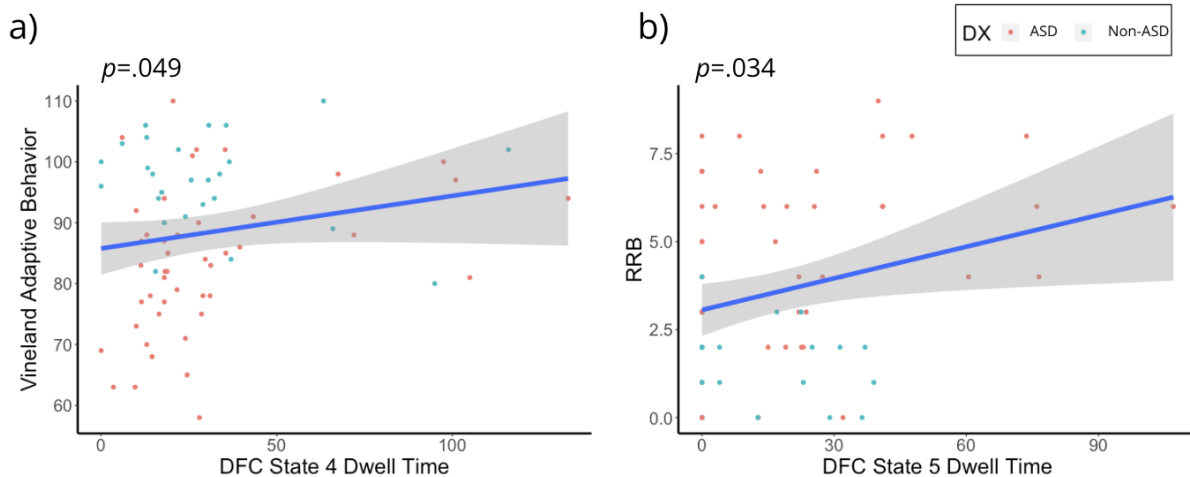 a)
p=.049
Vineland Adaptive Behavior
110
100
90
80
70
60
0
50
100
DFC State 4 Dwell Time
b)
DX ASD Non-ASD
p=.034
RRB
7.5
5.0
2.5
0.0
0
30
60
90
DFC State 5 Dwell Time